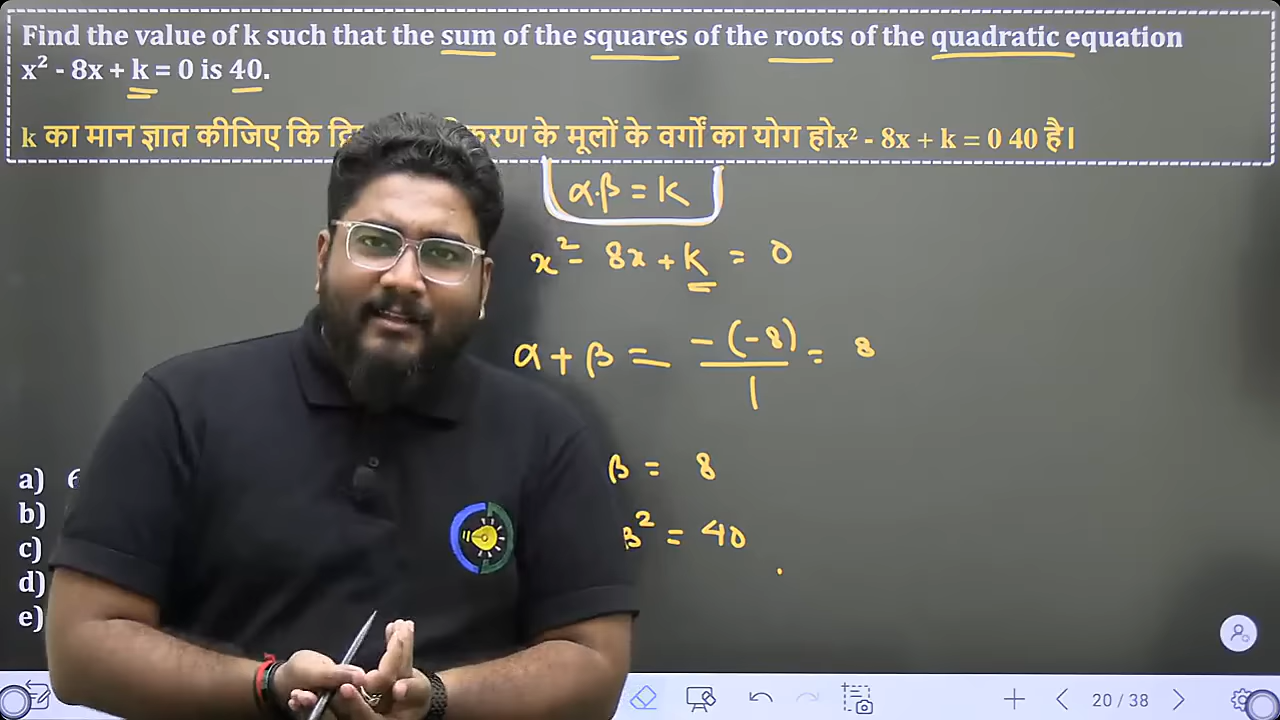 Find the value of k such that the sum of the squares of the roots of the quadratic equation
x² - 8x + k = 0 is 40.
k का मान ज्ञात कीजिए कि के मूलों के वर्गों का योग होx² - 8x + k = 0 40 है।
α.β = k
x² - 8x + k = 0
α + β = -(-8)/1 = 8
β = 8
β² = 40
a)
b)
c)
d)
e)
20 / 38